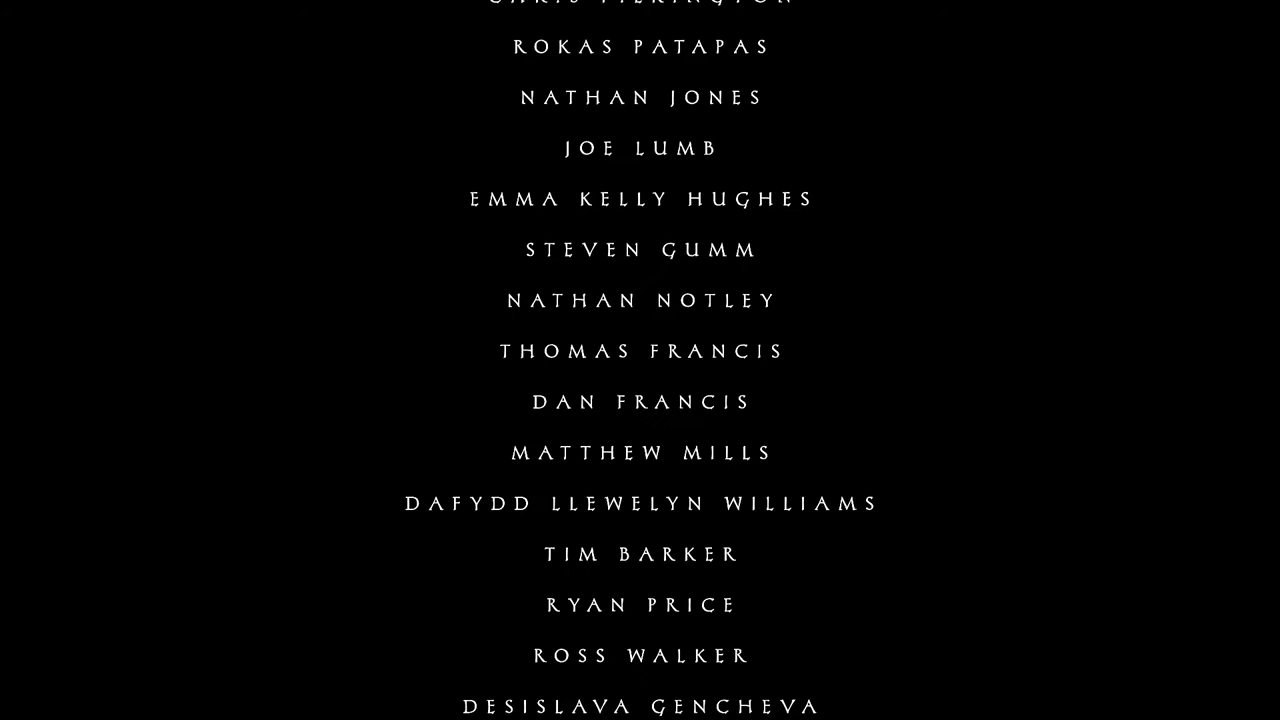 ROKAS PATAPAS
NATHAN JONES
JOE LUMB
EMMA KELLY HUGHES
STEVEN GUMM
NATHAN NOTLEY
THOMAS FRANCIS
DAN FRANCIS
MATTHEW MILLS
DAFYDD LLEWELYN WILLIAMS
TIM BARKER
RYAN PRICE
ROSS WALKER
DESISLAVA GENCHEVA